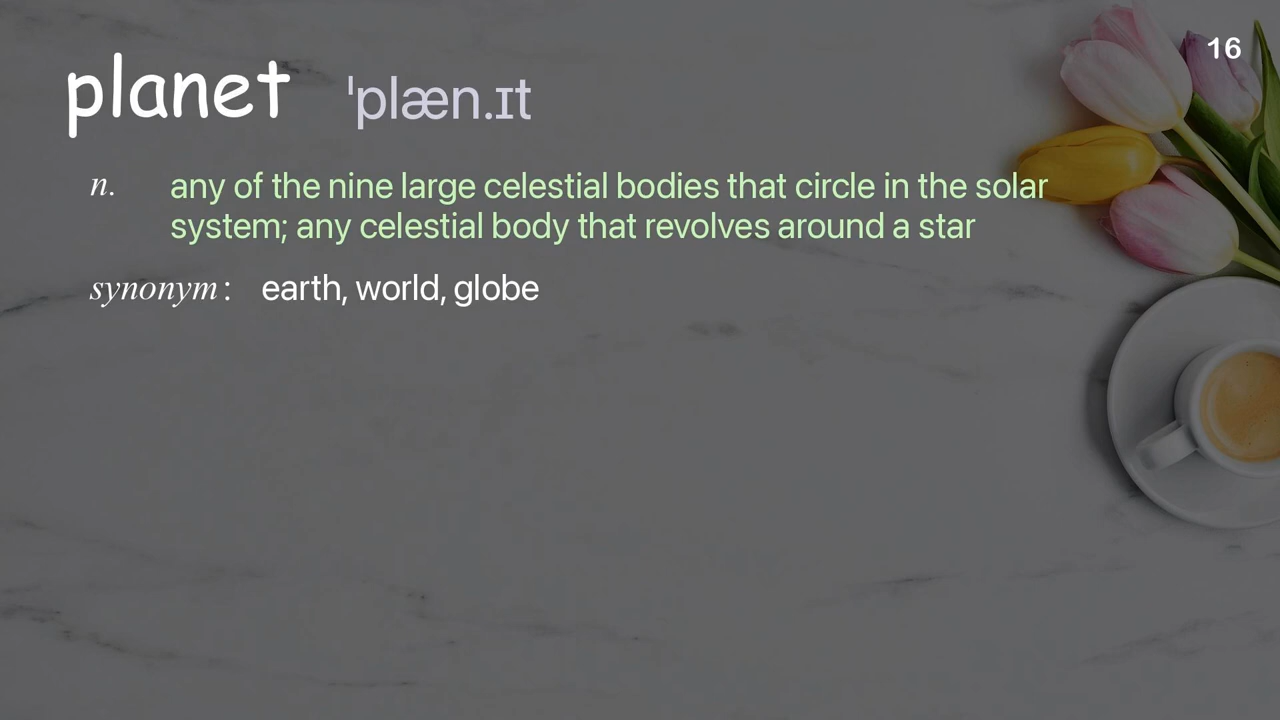 16
planet ˈplæn.ɪt
n. any of the nine large celestial bodies that circle in the solar
system; any celestial body that revolves around a star
synonym : earth, world, globe